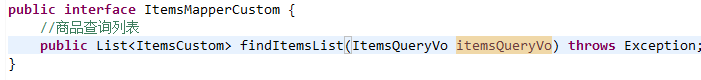 public interface ItemsMapperCustom {
//商品查询列表
public List<ItemsCustom> findItemsList(ItemsQueryVo itemsQueryVo) throws Exception;
}